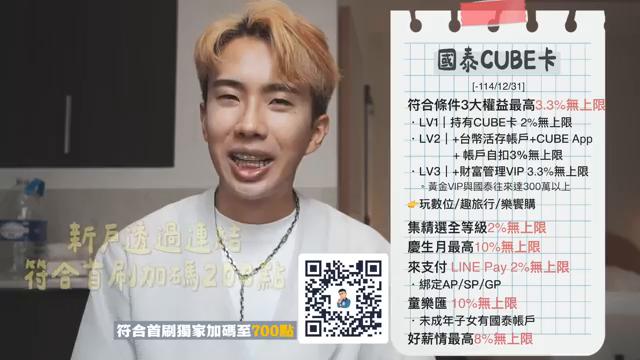 國泰CUBE卡
[-114/12/31]
符合條件3大權益最高3.3%無上限
·LV1|持有CUBE卡 2%無上限
·LV2|+台幣活存帳戶+CUBE App
+ 帳戶自扣3%無上限
·LV3|+財富管理VIP 3.3%無上限
◦黃金VIP與國泰往來達300萬以上
👉玩數位/趣旅行/樂饗購
集精選全等級2%無上限
慶生月最高10%無上限
來支付 LINE Pay 2%無上限
·綁定AP/SP/GP
童樂匯 10%無上限
·未成年子女有國泰帳戶
好薪情最高8%無上限
新戶透過連結
符合首刷加碼200點
符合首刷獨家加碼至700點